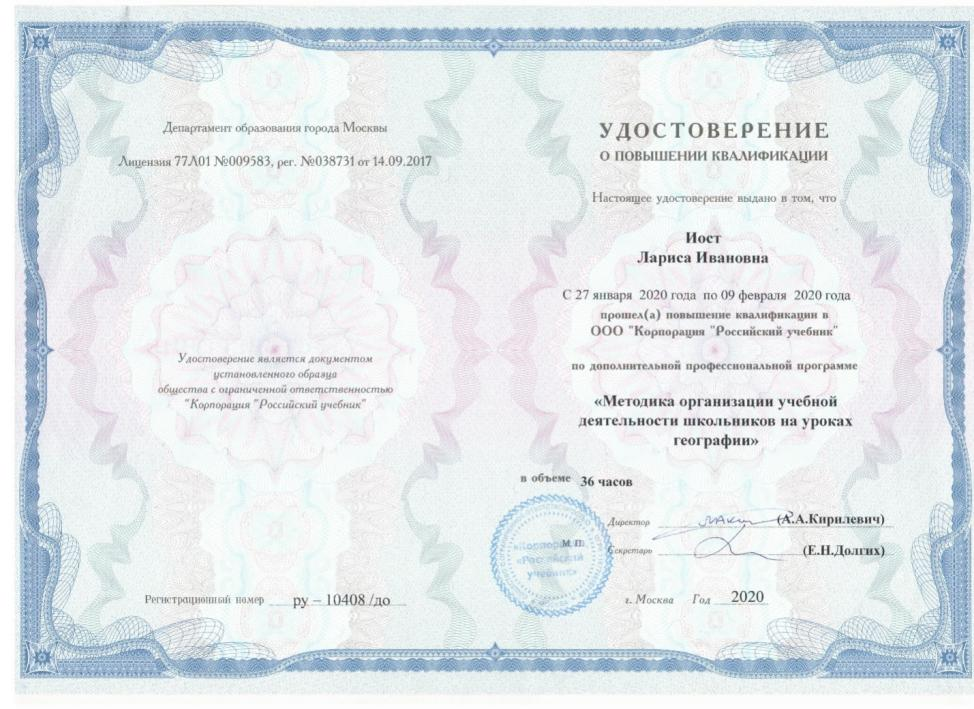 Департамент образования города Москвы
Лицензия 77Л01 №009583, рег. №038731 от 14.09.2017
Удостоверение является документом
установленного образца
общества с ограниченной ответственностью
"Корпорация "Российский учебник"
Регистрационный номер ру – 10408 /до
УДОСТОВЕРЕНИЕ
О ПОВЫШЕНИИ КВАЛИФИКАЦИИ
Настоящее удостоверение выдано в том, что
Иост
Лариса Ивановна
С 27 января 2020 года по 09 февраля 2020 года
прошел(а) повышение квалификации в
ООО "Корпорация "Российский учебник"
по дополнительной профессиональной программе
«Методика организации учебной
деятельности школьников на уроках
географии»
в объеме 36 часов
Директор (А.А.Кирилевич)
М.П.
Секретарь (Е.Н.Долгих)
«Российский
учебник»
г. Москва Год 2020